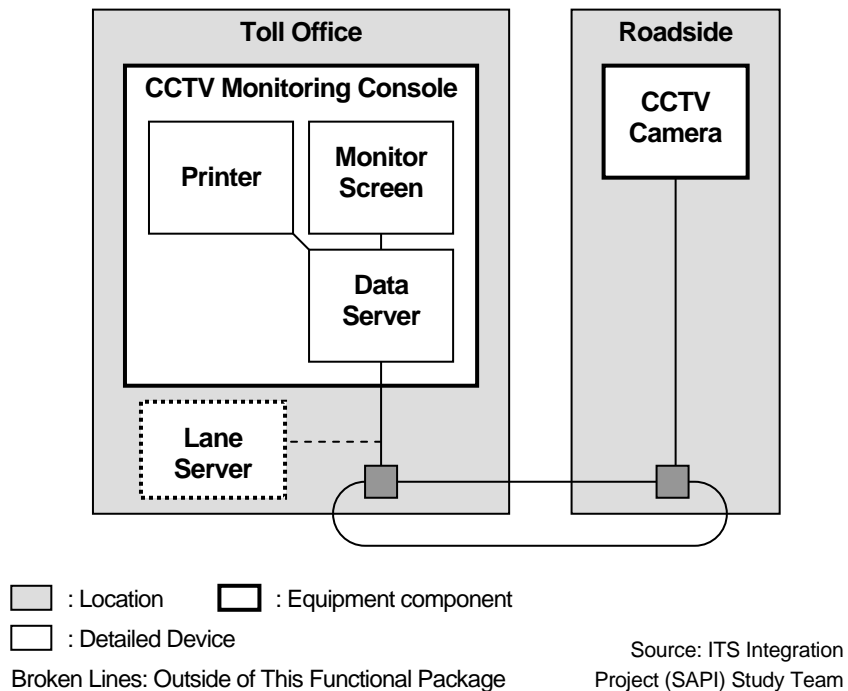 Toll Office
Roadside
CCTV Monitoring Console
CCTV
Camera
Printer
Monitor
Screen
Data
Server
Lane
Server
: Location
: Equipment component
: Detailed Device
Broken Lines: Outside of This Functional Package
Source: ITS Integration
Project (SAPI) Study Team